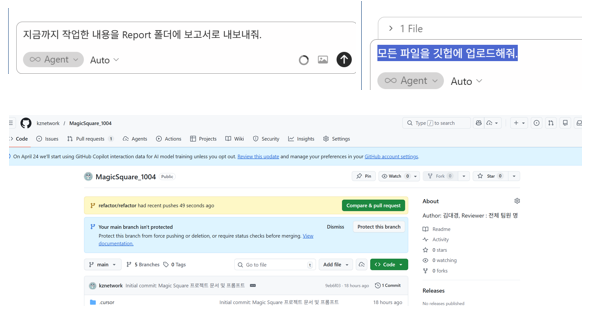 지금까지 작업한 내용을 Report 폴더에 보고서로 내보내줘.
Agent
Auto
1 File
모든 파일을 깃헙에 업로드해줘.
Agent
Auto
kznetwork / MagicSquare_1004
Type / to search
Code Issues Pull requests 1 Agents Actions Projects Wiki Security Insights Settings
On April 24 we'll start using GitHub Copilot interaction data for AI model training unless you opt out. Review this update and manage your preferences in your GitHub account settings.
MagicSquare_1004 Public
Pin Watch 0 Fork 0 Star 0
refactor/refactor had recent pushes 49 seconds ago
Compare & pull request
Your main branch isn't protected
Dismiss Protect this branch
Protect this branch from force pushing or deletion, or require status checks before merging. View
documentation.
main 5 Branches 0 Tags Go to file t Add file Code
kznetwork Initial commit: Magic Square 프로젝트 문서 및 프롬프트 18 hours ago 1 Commit
.cursor Initial commit: Magic Square 프로젝트 문서 및 프롬프트 18 hours ago
About
Author: 김대경, Reviewer : 전체 팀원 명
Readme
Activity
0 stars
0 watching
0 forks
Releases
No releases published